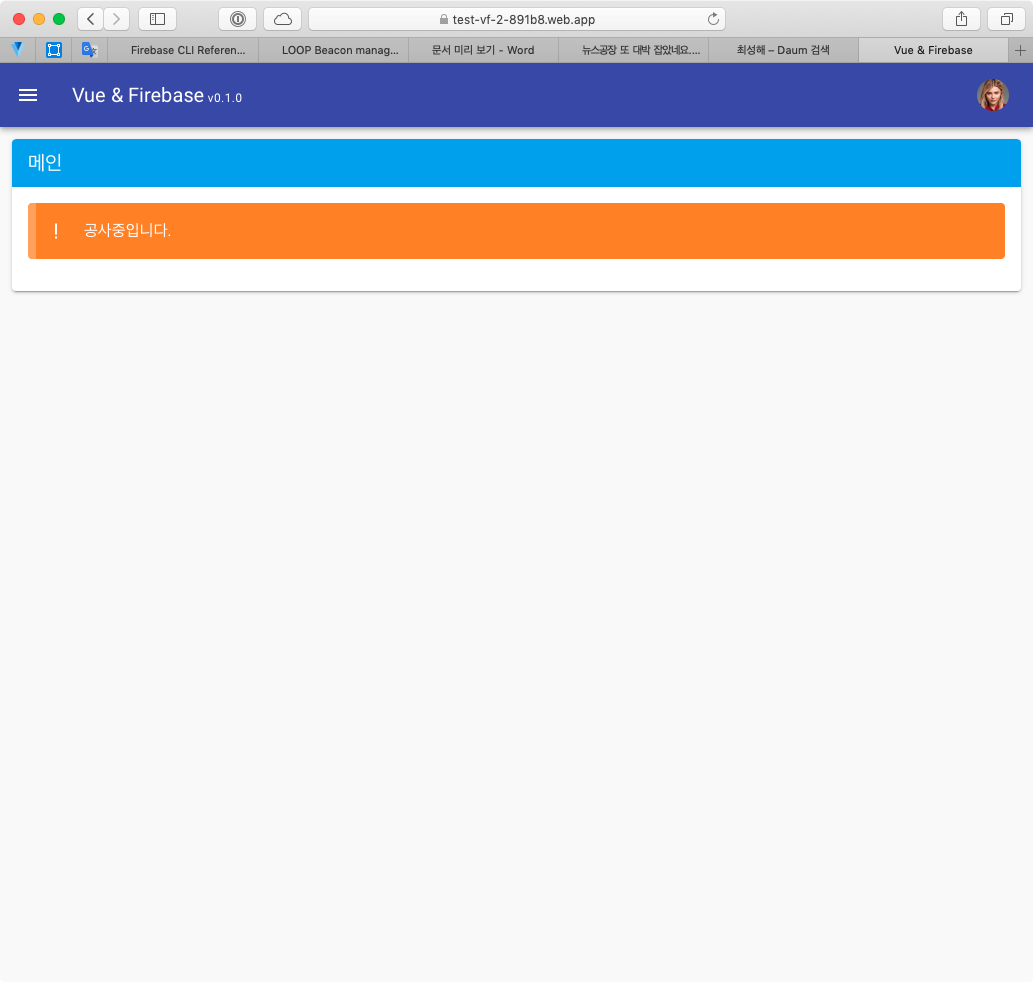 test-vf-2-891b8.web.app
Firebase CLI Referen...
LOOP Beacon manag...
문서 미리 보기 - Word
뉴스공장 또 대박 잡았네요....
최성해 – Daum 검색
Vue & Firebase
Vue & Firebase v0.1.0
메인
! 공사중입니다.